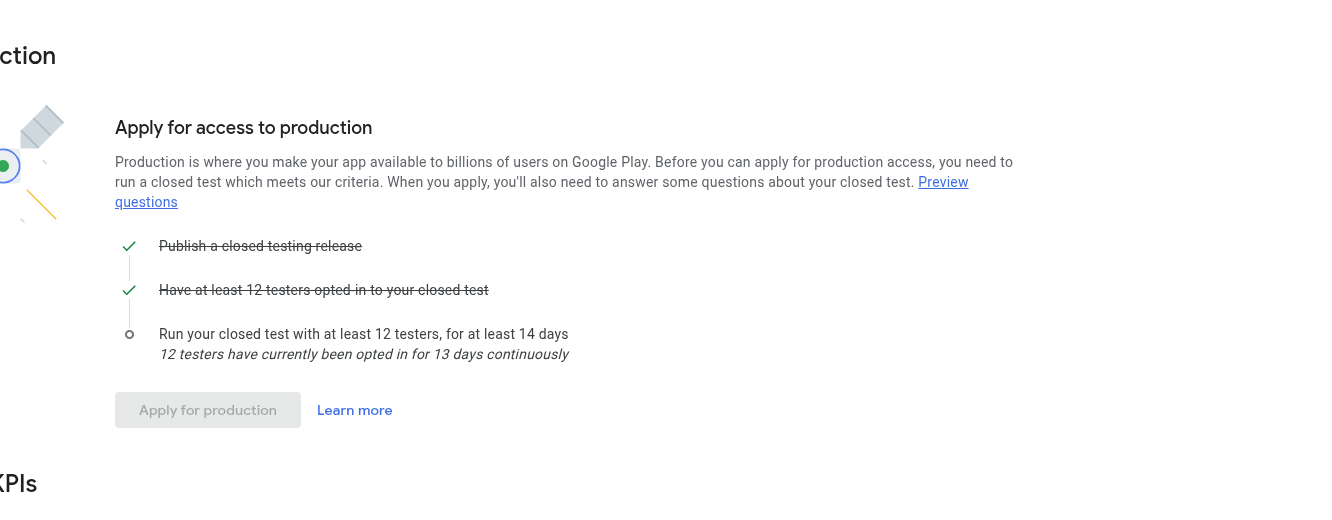 ction
Apply for access to production
Production is where you make your app available to billions of users on Google Play. Before you can apply for production access, you need to
run a closed test which meets our criteria. When you apply, you'll also need to answer some questions about your closed test. Preview
questions
Publish a closed testing release
Have at least 12 testers opted in to your closed test
Run your closed test with at least 12 testers, for at least 14 days
12 testers have currently been opted in for 13 days continuously
Apply for production Learn more
KPIs